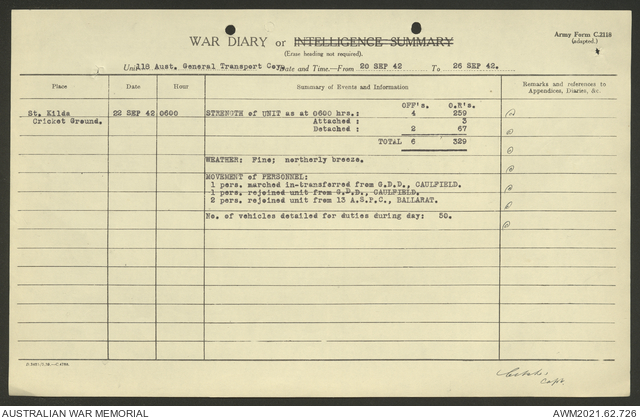 Army Form C.2118
(adapted.)
WAR DIARY or INTELLIGENCE SUMMARY
(Erase heading not required).
Unit 118 Aust. General Transport Coy. Date and Time.—From 20 SEP 42 To 26 SEP 42.
Place Date Hour Summary of Events and Information Remarks and references to Appendices, Diaries, &c.
St. Kilda 22 SEP 42 0600 STRENGTH of UNIT as at 0600 hrs.: OFF's. O.R's.
4 259
Cricket Ground. Attached : 3
Detached : 2 67
TOTAL 6 329
WEATHER: Fine; northerly breeze.
MOVEMENT of PERSONNEL:
1 pers. marched in-transferred from G.D.D., CAULFIELD.
1 pers. rejoined unit from G.D.D., CAULFIELD.
2 pers. rejoined unit from 13 A.S.P.C., BALLARAT.
No. of vehicles detailed for duties during day: 50.
Capt.
AUSTRALIAN WAR MEMORIAL AWM2021.62.726